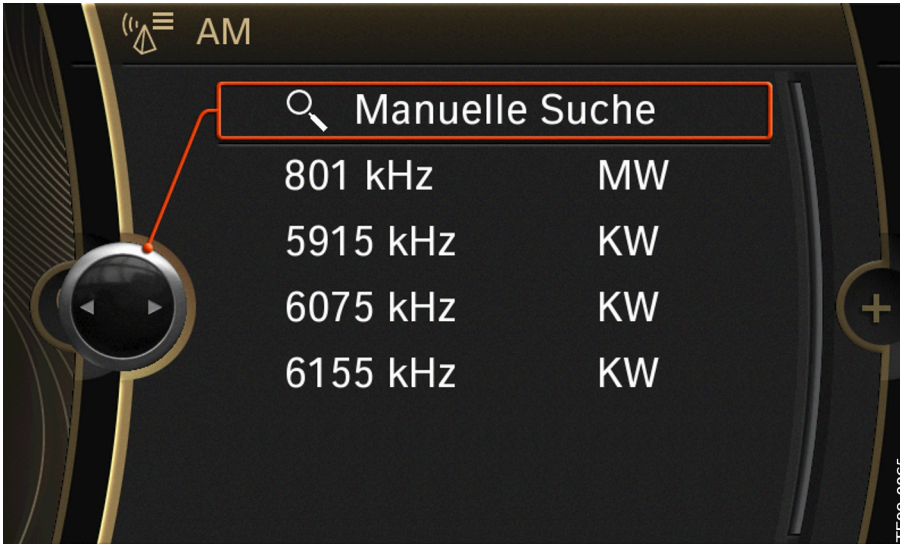 AM
Manuelle Suche
801 kHz MW
5915 kHz KW
6075 kHz KW
6155 kHz KW